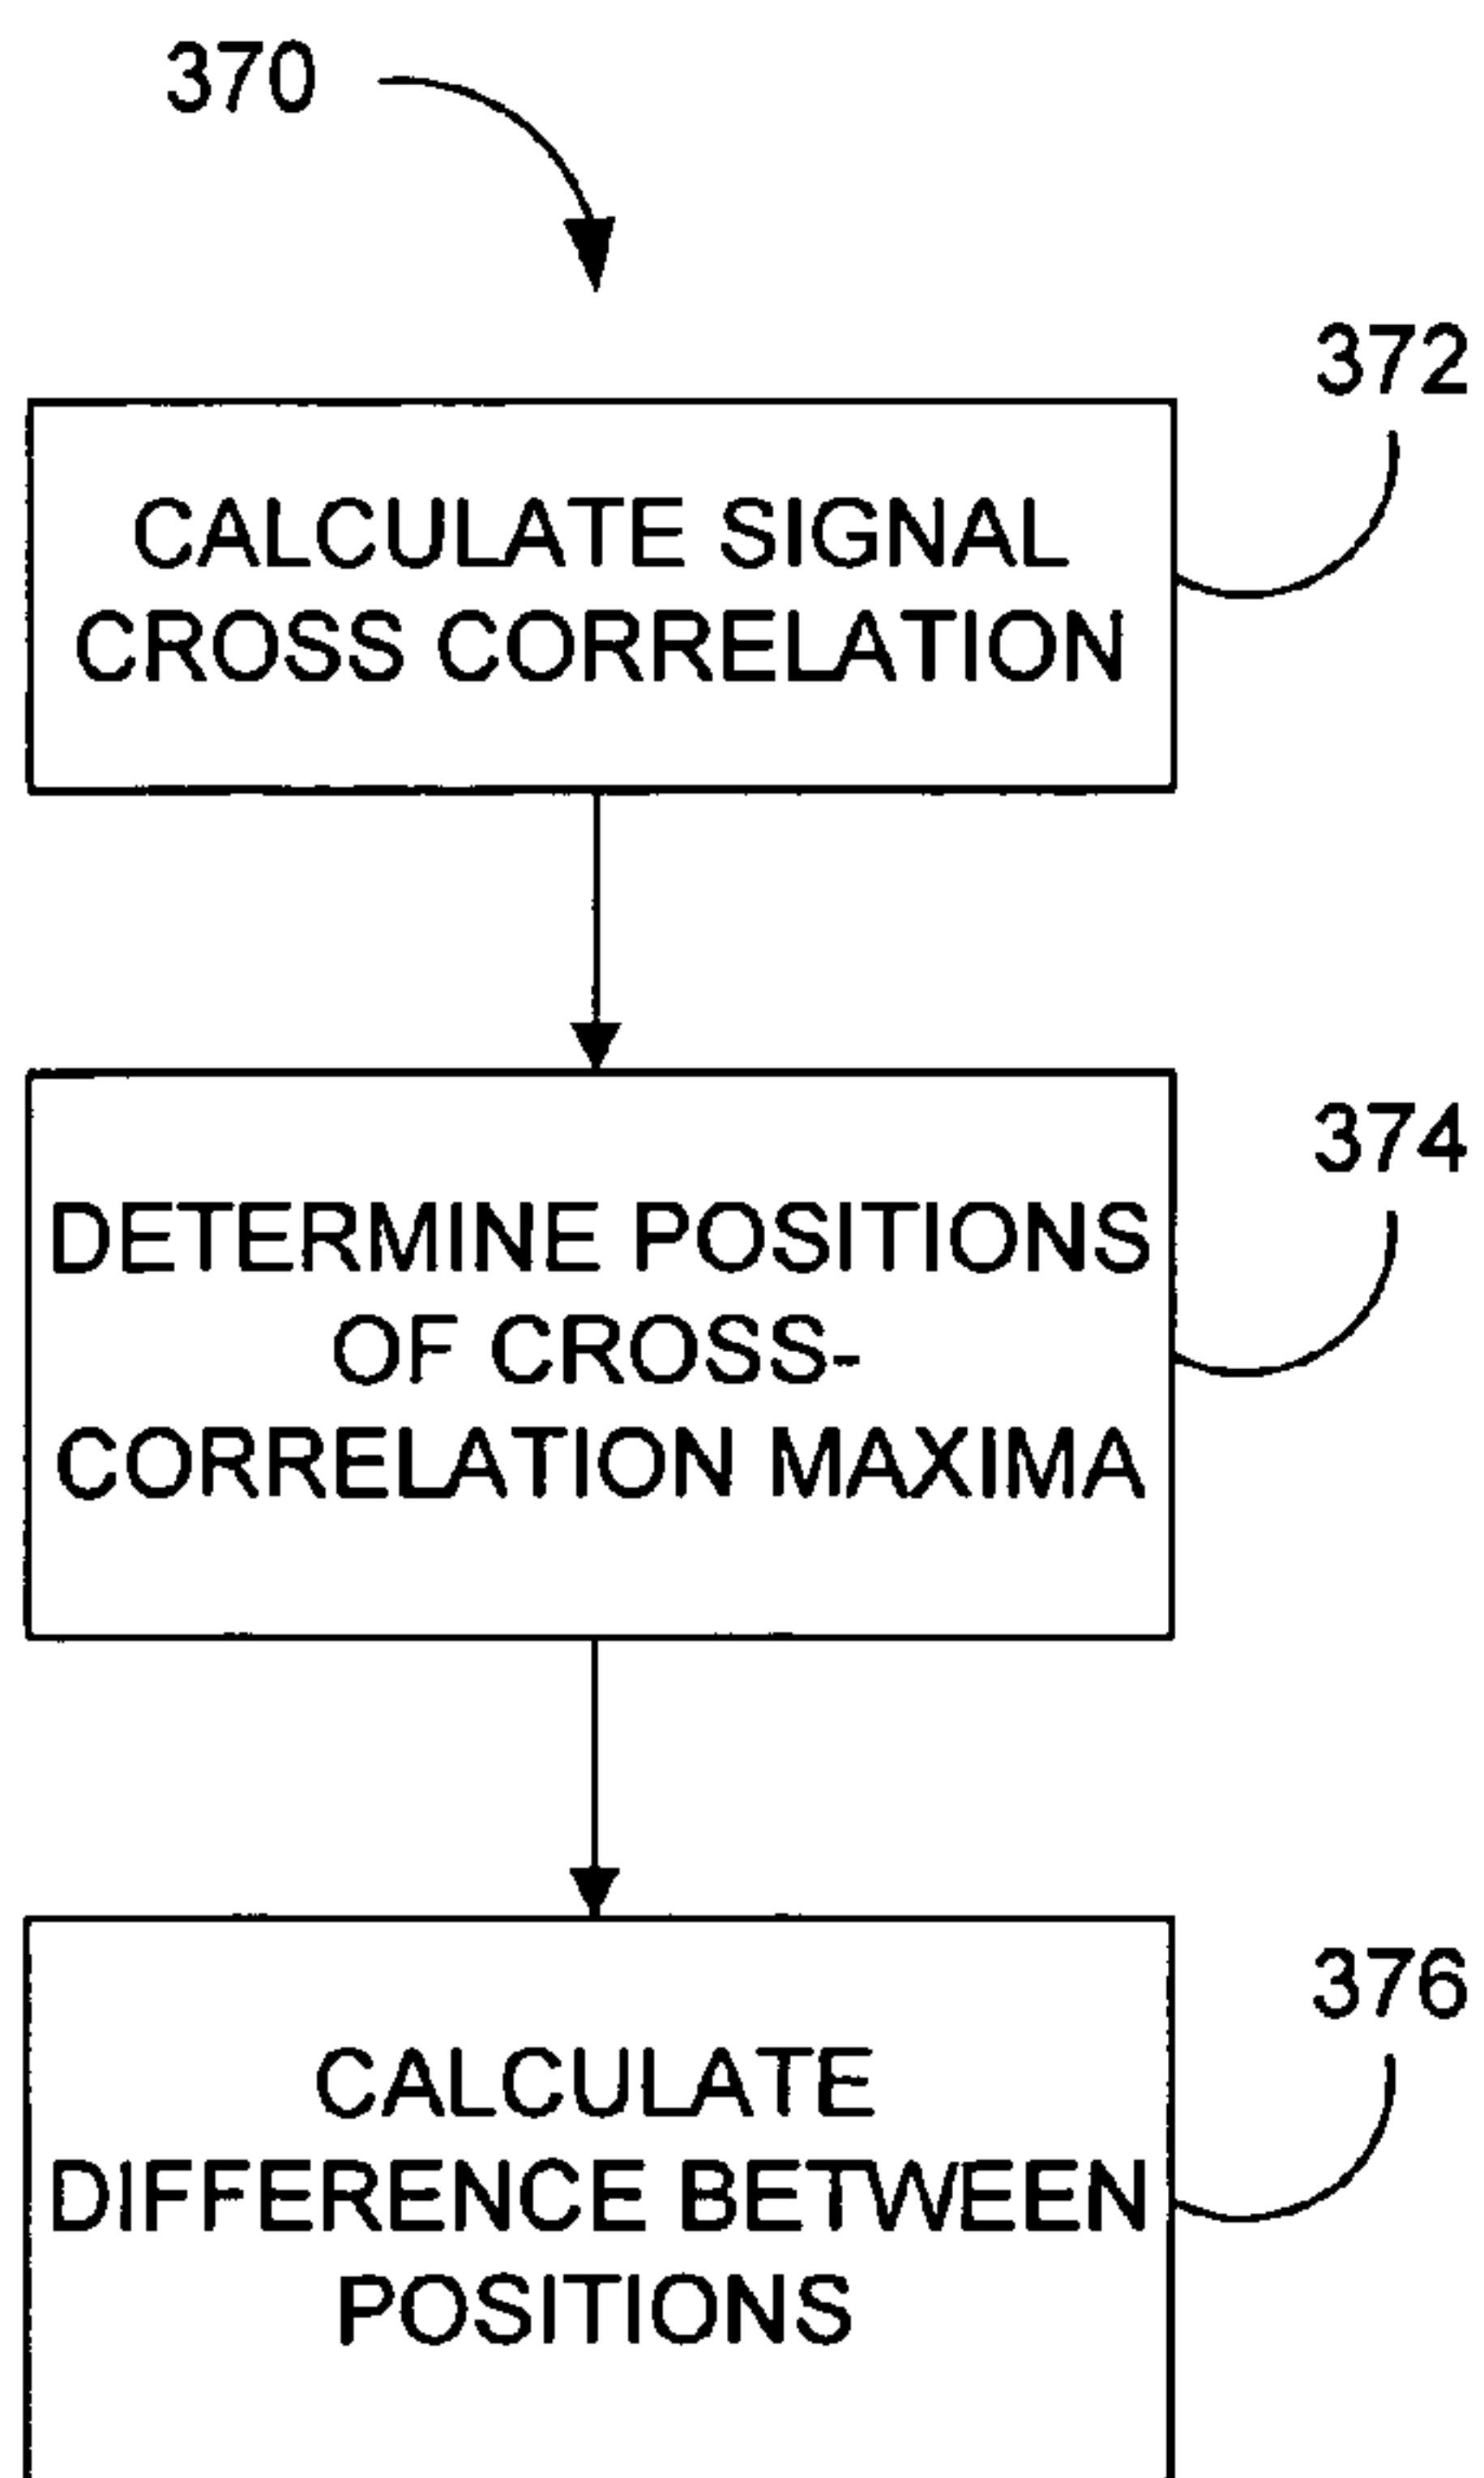 370
372
CALCULATE SIGNAL
CROSS CORRELATION
374
DETERMINE POSITIONS
OF CROSS-
CORRELATION MAXIMA
376
CALCULATE
DIFFERENCE BETWEEN
POSITIONS